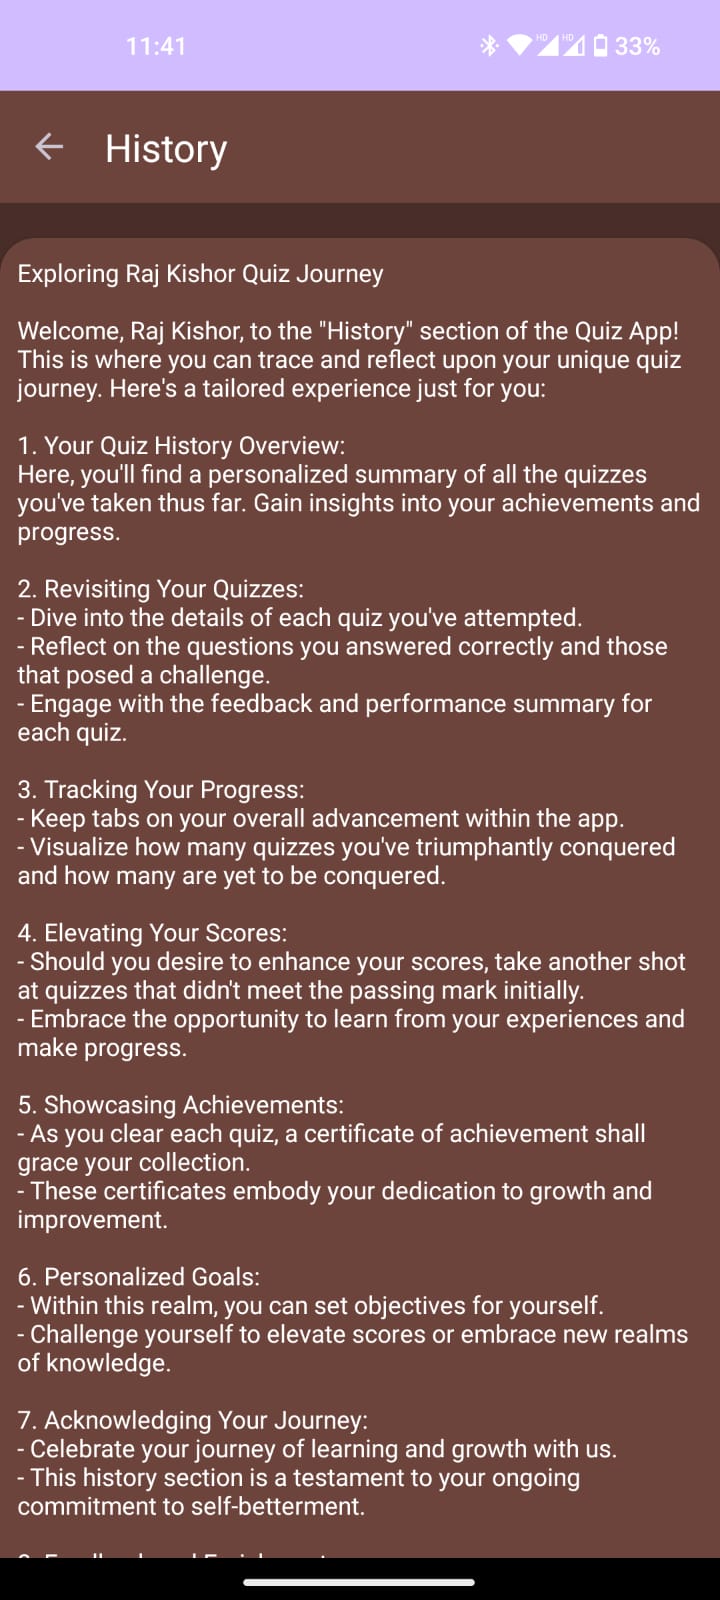 11:41
HD HD 33%
History
Exploring Raj Kishor Quiz Journey
Welcome, Raj Kishor, to the "History" section of the Quiz App!
This is where you can trace and reflect upon your unique quiz
journey. Here's a tailored experience just for you:
1. Your Quiz History Overview:
Here, you'll find a personalized summary of all the quizzes
you've taken thus far. Gain insights into your achievements and
progress.
2. Revisiting Your Quizzes:
- Dive into the details of each quiz you've attempted.
- Reflect on the questions you answered correctly and those
that posed a challenge.
- Engage with the feedback and performance summary for
each quiz.
3. Tracking Your Progress:
- Keep tabs on your overall advancement within the app.
- Visualize how many quizzes you've triumphantly conquered
and how many are yet to be conquered.
4. Elevating Your Scores:
- Should you desire to enhance your scores, take another shot
at quizzes that didn't meet the passing mark initially.
- Embrace the opportunity to learn from your experiences and
make progress.
5. Showcasing Achievements:
- As you clear each quiz, a certificate of achievement shall
grace your collection.
- These certificates embody your dedication to growth and
improvement.
6. Personalized Goals:
- Within this realm, you can set objectives for yourself.
- Challenge yourself to elevate scores or embrace new realms
of knowledge.
7. Acknowledging Your Journey:
- Celebrate your journey of learning and growth with us.
- This history section is a testament to your ongoing
commitment to self-betterment.